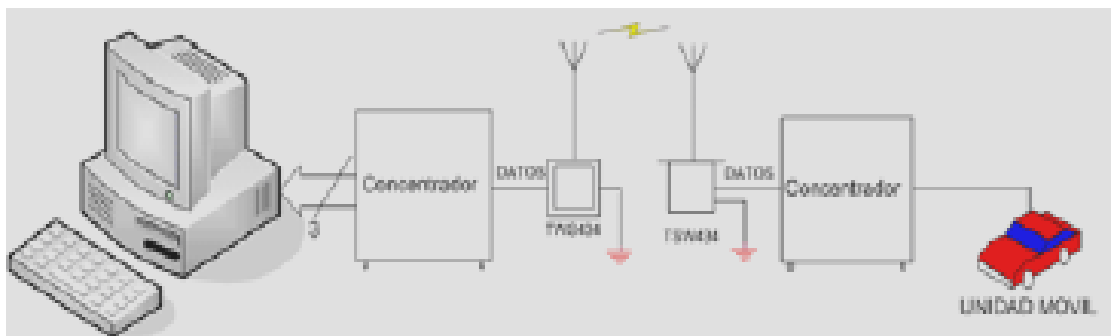 Concentrador
DATOS
3
DATOS
Concentrador
UNIDAD MOVIL